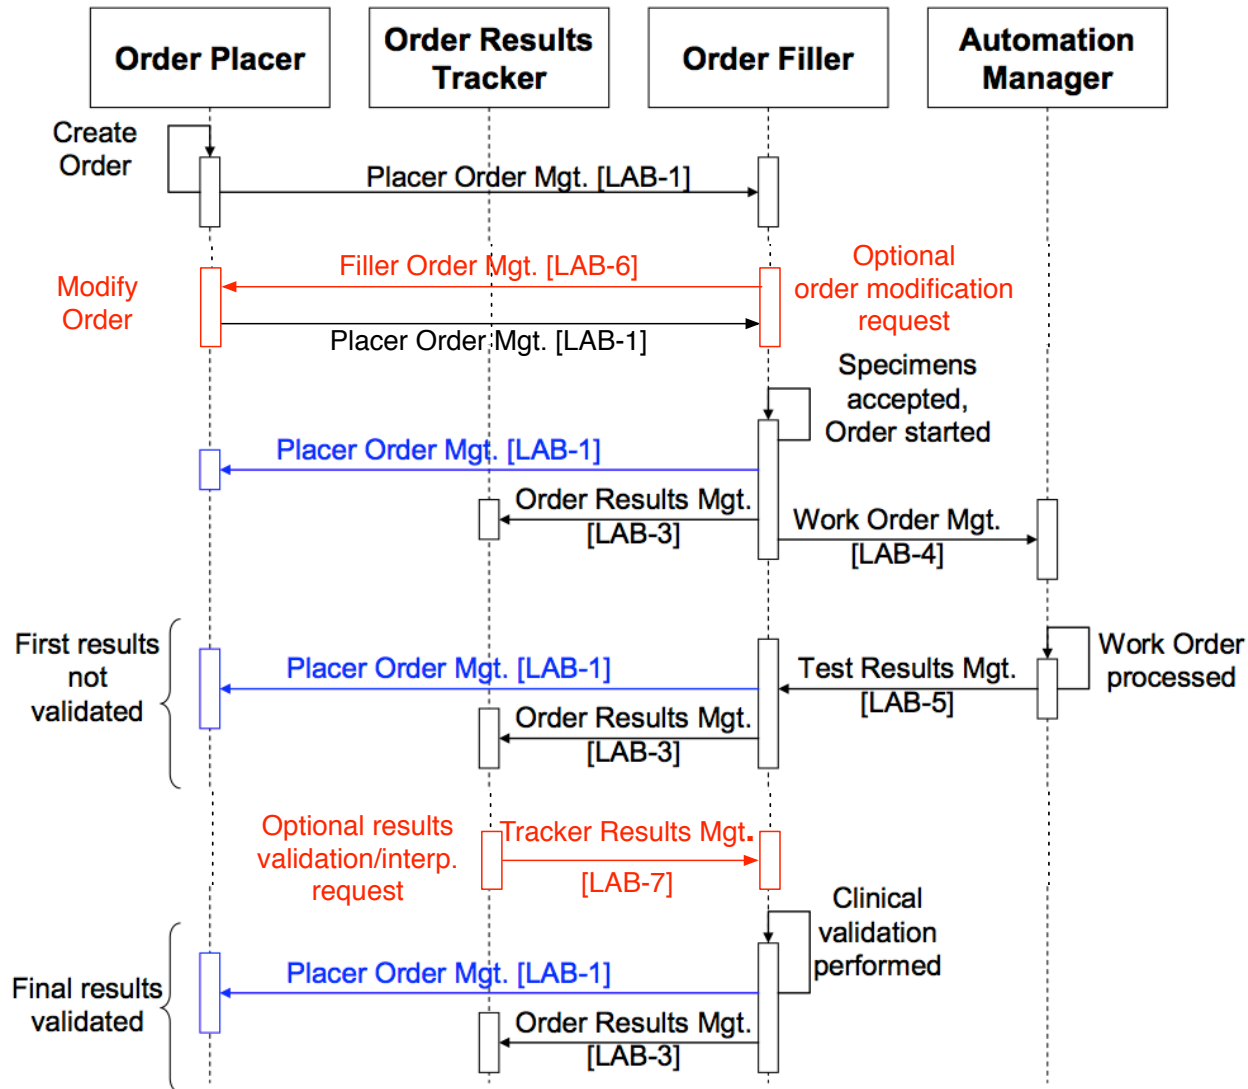 Order Placer
Order Results
Tracker
Order Filler
Automation
Manager
Create
Order
Placer Order Mgt. [LAB-1]
Modify
Order
Filler Order Mgt. [LAB-6]
Optional
order modification
request
Placer Order Mgt. [LAB-1]
Specimens
accepted,
Order started
Placer Order Mgt. [LAB-1]
Order Results Mgt.
[LAB-3]
Work Order Mgt.
[LAB-4]
First results
not
validated
Placer Order Mgt. [LAB-1]
Test Results Mgt.
[LAB-5]
Work Order
processed
Order Results Mgt.
[LAB-3]
Optional results
validation/interp.
request
Tracker Results Mgt.
[LAB-7]
Clinical
validation
performed
Final results
validated
Placer Order Mgt. [LAB-1]
Order Results Mgt.
[LAB-3]